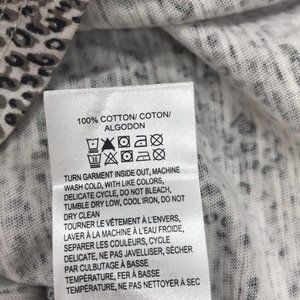 100% COTTON/ COTON/
ALGODON
TURN GARMENT INSIDE OUT, MACHINE
WASH COLD, WITH LIKE COLORS,
DELICATE CYCLE, DO NOT BLEACH,
TUMBLE DRY LOW, COOL IRON, DO NOT
DRY CLEAN
TOURNER LE VÊTEMENT À L'ENVERS,
LAVER À LA MACHINE À L'EAU FROIDE,
SEPARER LES COULEURS, CYCLE
DELICATE, NE PAS JAVELLISER, SÉCHER
PAR CULBUTAGE À BASSE
TEMPÉRATURE, FER À BASSE
TEMPÉRATURE, NE PAS NETTOYER
À SEC